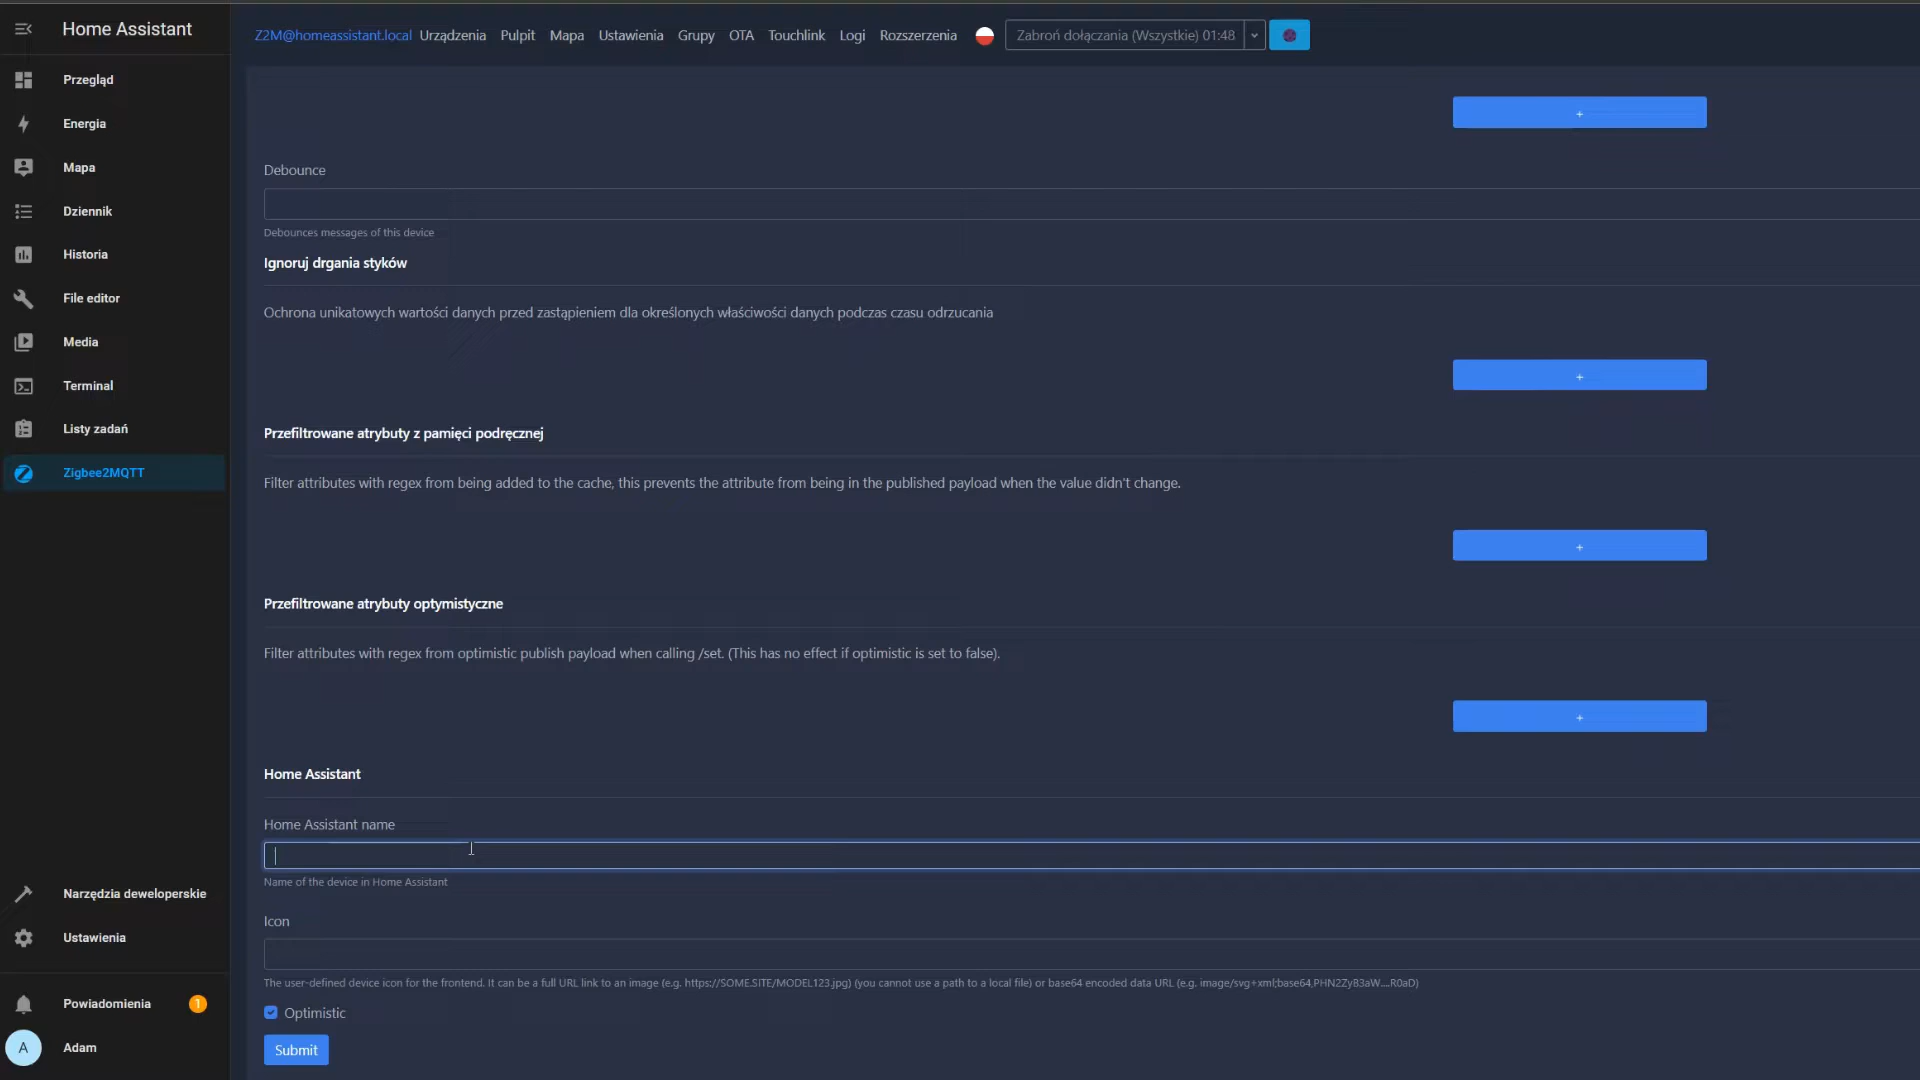 Home Assistant
Przegląd
Energia
Mapa
Dziennik
Historia
File editor
Media
Terminal
Listy zadań
Zigbee2MQTT
Narzędzia deweloperskie
Ustawienia
Powiadomienia 1
A Adam
Z2M@homeassistant.local Urządzenia Pulpit Mapa Ustawienia Grupy OTA Touchlink Logi Rozszerzenia Zabroń dołączania (Wszystkie) 01:48
+
Debounce
Debounces messages of this device
Ignoruj drgania styków
Ochrona unikatowych wartości danych przed zastąpieniem dla określonych właściwości danych podczas czasu odrzucania
+
Przefiltrowane atrybuty z pamięci podręcznej
Filter attributes with regex from being added to the cache, this prevents the attribute from being in the published payload when the value didn't change.
+
Przefiltrowane atrybuty optymistyczne
Filter attributes with regex from optimistic publish payload when calling /set. (This has no effect if optimistic is set to false).
+
Home Assistant
Home Assistant name
Name of the device in Home Assistant
Icon
The user-defined device icon for the frontend. It can be a full URL link to an image (e.g. https://SOME.SITE/MODEL123.jpg) (you cannot use a path to a local file) or base64 encoded data URL (e.g. image/svg+xml;base64,PHN2ZyB3aW....R0aD)
Optimistic
Submit